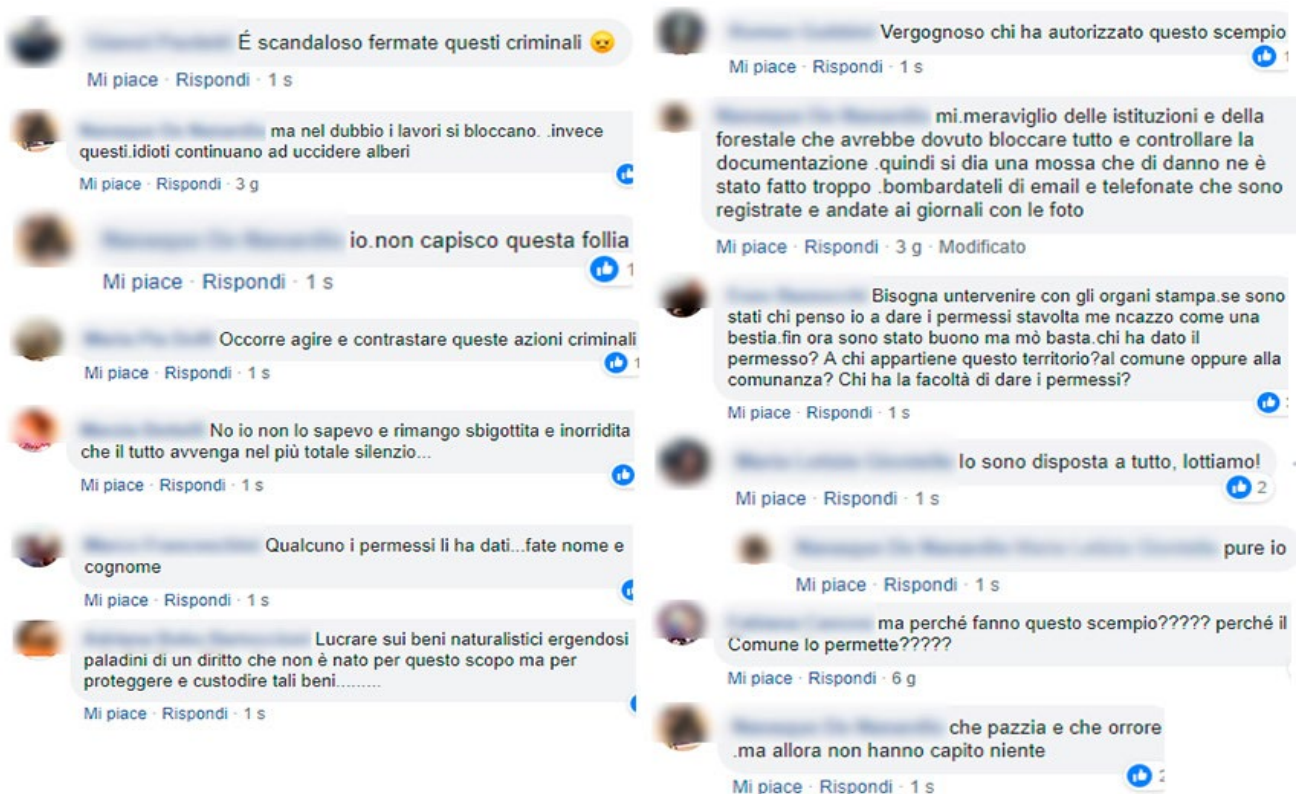 É scandaloso fermate questi criminali 😠
Mi piace · Rispondi · 1 s
ma nel dubbio i lavori si bloccano. .invece
questi.idioti continuano ad uccidere alberi
Mi piace · Rispondi · 3 g
io.non capisco questa follia
1
Mi piace · Rispondi · 1 s
Occorre agire e contrastare queste azioni criminali
Mi piace · Rispondi · 1 s
1
No io non lo sapevo e rimango sbigottita e inorridita
che il tutto avvenga nel più totale silenzio...
Mi piace · Rispondi · 1 s
Qualcuno i permessi li ha dati...fate nome e
cognome
Mi piace · Rispondi · 1 s
Lucrare sui beni naturalistici ergendosi
paladini di un diritto che non è nato per questo scopo ma per
proteggere e custodire tali beni.........
Mi piace · Rispondi · 1 s
Vergognoso chi ha autorizzato questo scempio
Mi piace · Rispondi · 1 s
1
mi.meraviglio delle istituzioni e della
forestale che avrebbe dovuto bloccare tutto e controllare la
documentazione .quindi si dia una mossa che di danno ne è
stato fatto troppo .bombardateli di email e telefonate che sono
registrate e andate ai giornali con le foto
Mi piace · Rispondi · 3 g · Modificato
Bisogna untervenire con gli organi stampa.se sono
stati chi penso io a dare i permessi stavolta me ncazzo come una
bestia.fin ora sono stato buono ma mò basta.chi ha dato il
permesso? A chi appartiene questo territorio?al comune oppure alla
comunanza? Chi ha la facoltà di dare i permessi?
Mi piace · Rispondi · 1 s
Io sono disposta a tutto, lottiamo!
2
Mi piace · Rispondi · 1 s
pure io
Mi piace · Rispondi · 1 s
ma perché fanno questo scempio????? perché il
Comune lo permette?????
Mi piace · Rispondi · 6 g
che pazzia e che orrore
.ma allora non hanno capito niente
2
Mi piace · Rispondi · 1 s